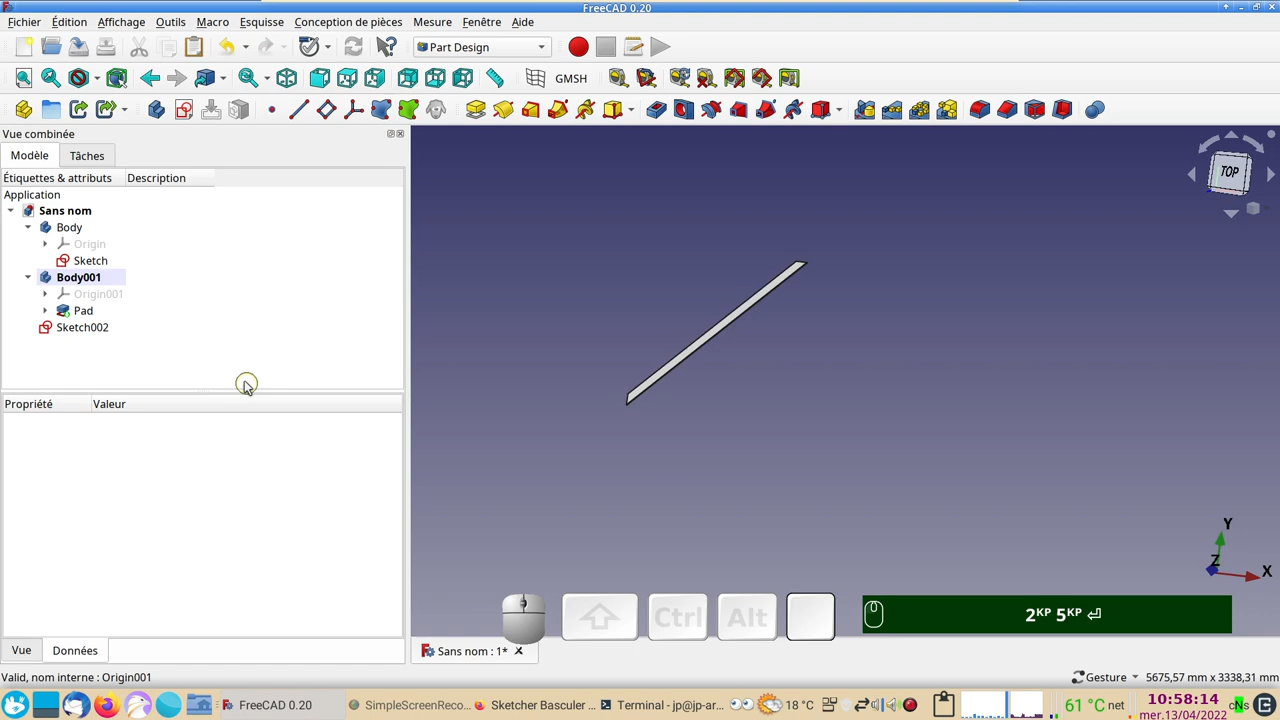 FreeCAD 0.20
Fichier Édition Affichage Outils Macro Esquisse Conception de pièces Mesure Fenêtre Aide
Part Design
GMSH
Vue combinée
Modèle Tâches
Étiquettes & attributs Description
Application
Sans nom
Body
Origin
Sketch
Body001
Origin001
Pad
Sketch002
TOP
Propriété Valeur
Y
Z
X
Ctrl Alt
2ᴷᴾ 5ᴷᴾ ⏎
Vue Données
Sans nom : 1*
Valid, nom interne : Origin001
Gesture 5675,57 mm x 3338,31 mm
FreeCAD 0.20 SimpleScreenReco... Sketcher Basculer ... Terminal - jp@jp-ar... 18 °C 61 °C net 10:58:14
mer.13/04/2022
cNs